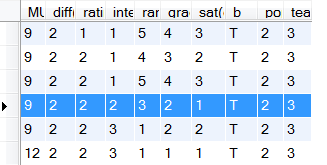 MU diffi rati inte rar gra sat( b po tea
9 2 1 1 5 4 3 T 2 3
9 2 2 1 4 3 2 T 2 3
9 2 2 1 5 4 3 T 2 3
9 2 2 2 3 2 1 T 2 3
9 2 2 3 1 2 2 T 2 3
12 2 2 3 1 1 1 T 2 3